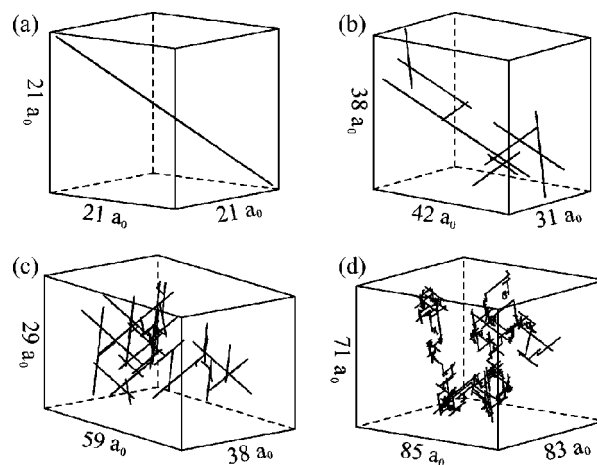 (a)
21 a₀
21 a₀
21 a₀
(b)
38 a₀
42 a₀
31 a₀
(c)
29 a₀
59 a₀
38 a₀
(d)
71 a₀
85 a₀
83 a₀